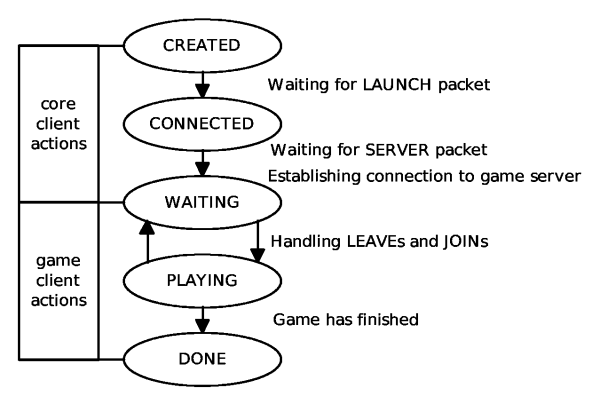 CREATED
Waiting for LAUNCH packet
core
client
actions
CONNECTED
Waiting for SERVER packet
Establishing connection to game server
WAITING
Handling LEAVEs and JOINs
game
client
actions
PLAYING
Game has finished
DONE